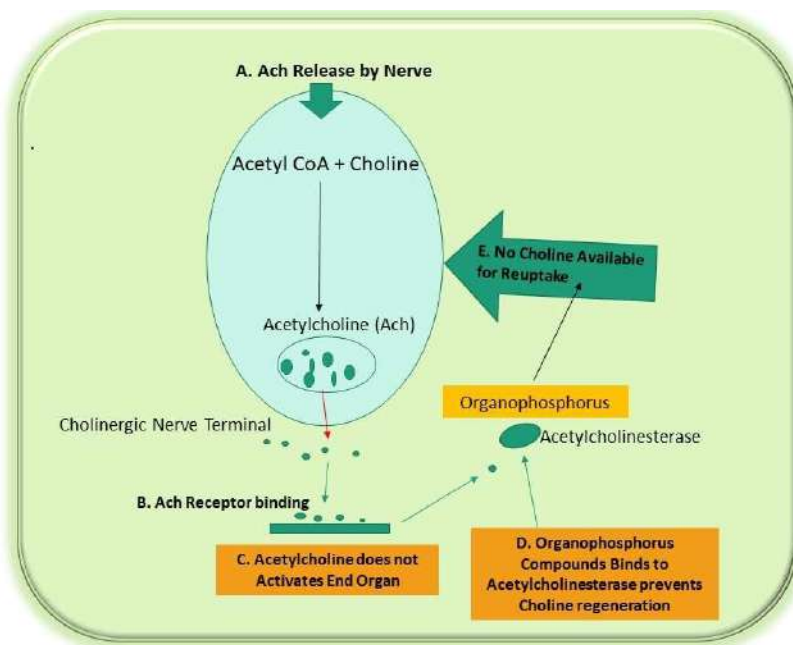 A. Ach Release by Nerve
Acetyl CoA + Choline
E. No Choline Available
for Reuptake
Acetylcholine (Ach)
Organophosphorus
Cholinergic Nerve Terminal
Acetylcholinesterase
B. Ach Receptor binding
C. Acetylcholine does not
Activates End Organ
D. Organophosphorus
Compounds Binds to
Acetylcholinesterase prevents
Choline regeneration